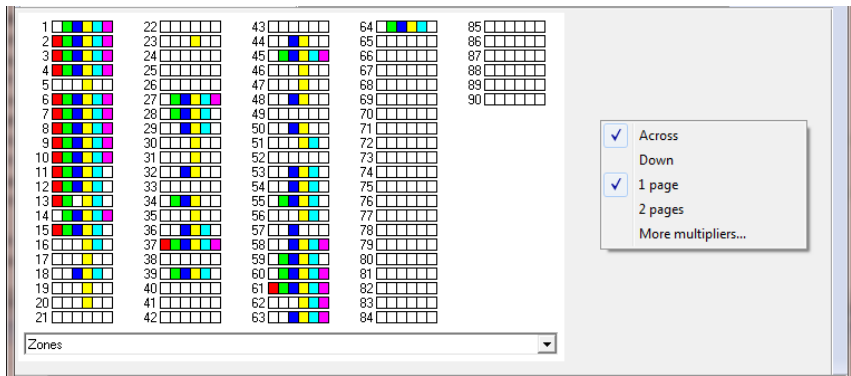 1 22 43 64 85
2 23 44 65 86
3 24 45 66 87
4 25 46 67 88
5 26 47 68 89
6 27 48 69 90
7 28 49 70
8 29 50 71
9 30 51 72
10 31 52 73
11 32 53 74
12 33 54 75
13 34 55 76
14 35 56 77
15 36 57 78
16 37 58 79
17 38 59 80
18 39 60 81
19 40 61 82
20 41 62 83
21 42 63 84
Zones
Across
Down
1 page
2 pages
More multipliers...